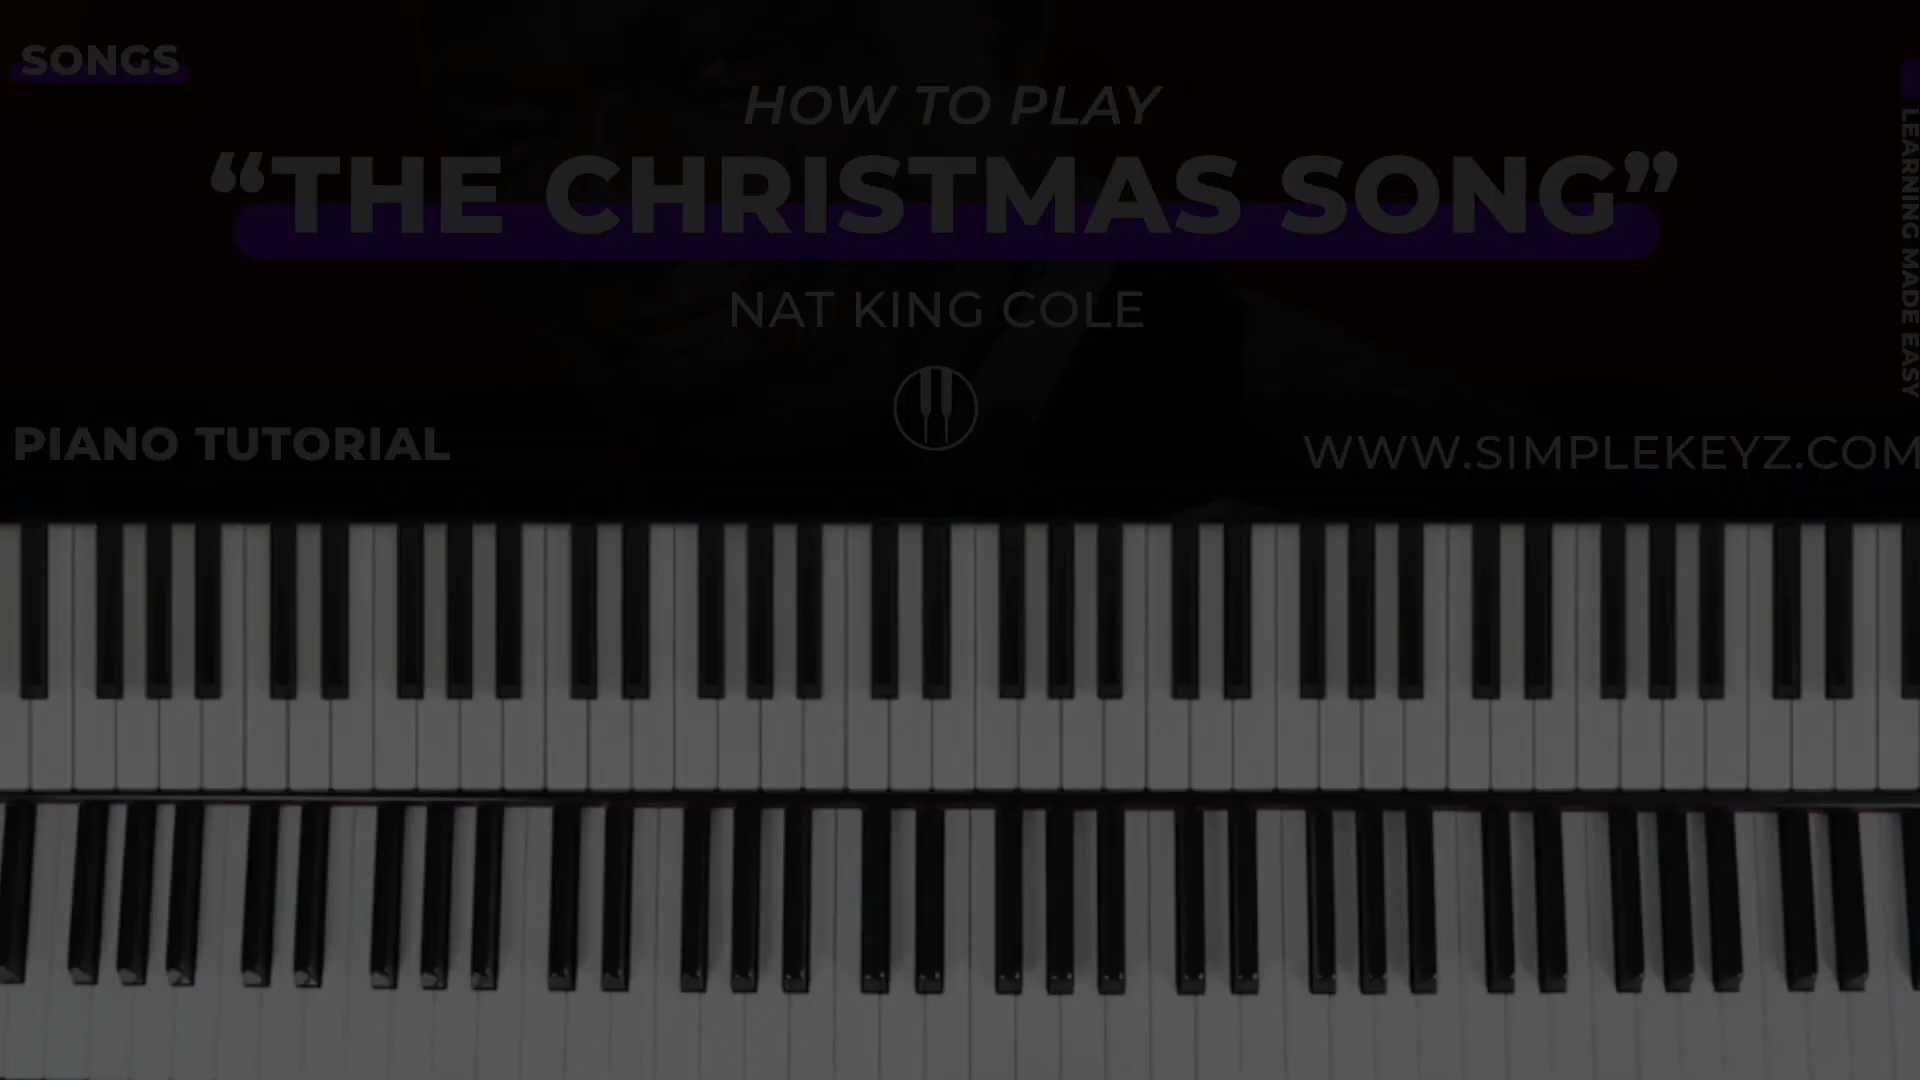 SONGS
HOW TO PLAY
“THE CHRISTMAS SONG”
NAT KING COLE
PIANO TUTORIAL
WWW.SIMPLEKEYZ.COM
LEARNING MADE EASY